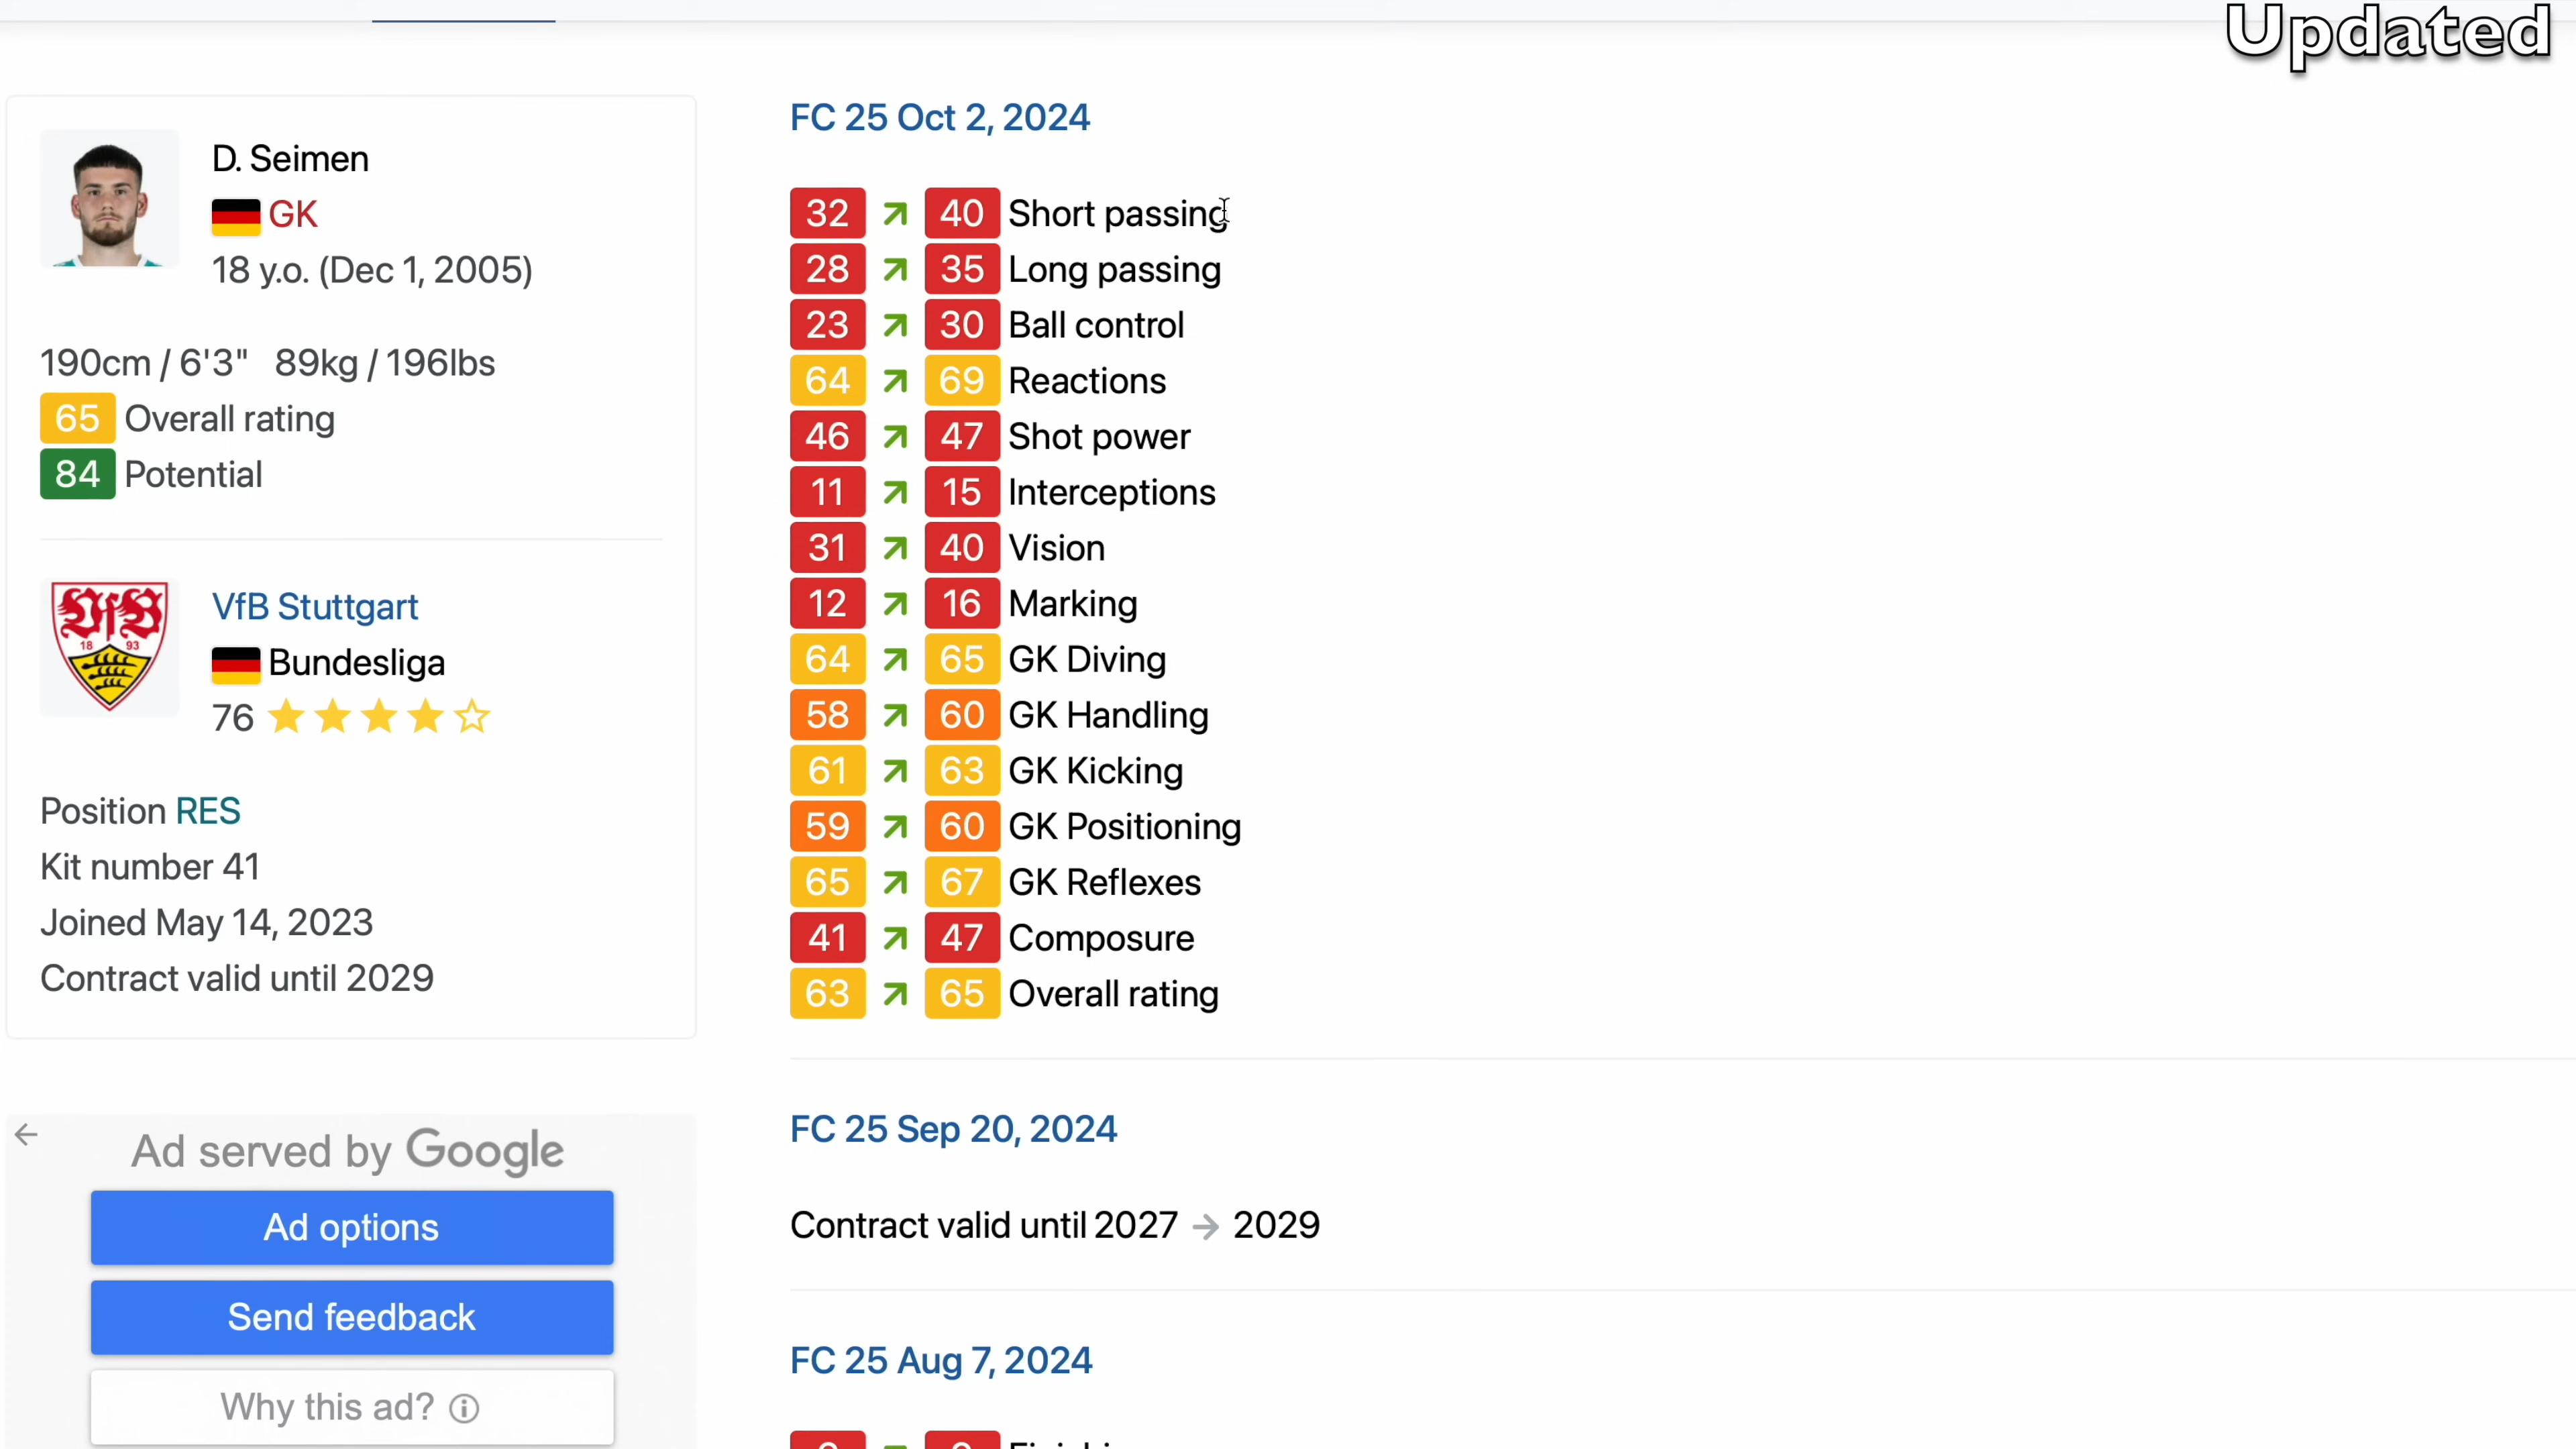 Updated
D. Seimen
GK
18 y.o. (Dec 1, 2005)
190cm / 6'3" 89kg / 196lbs
65 Overall rating
84 Potential
VfB
18 93
VfB Stuttgart
Bundesliga
76
Position RES
Kit number 41
Joined May 14, 2023
Contract valid until 2029
Ad served by Google
Ad options
Send feedback
Why this ad?
FC 25 Oct 2, 2024
32 40 Short passing
28 35 Long passing
23 30 Ball control
64 69 Reactions
46 47 Shot power
11 15 Interceptions
31 40 Vision
12 16 Marking
64 65 GK Diving
58 60 GK Handling
61 63 GK Kicking
59 60 GK Positioning
65 67 GK Reflexes
41 47 Composure
63 65 Overall rating
FC 25 Sep 20, 2024
Contract valid until 2027 → 2029
FC 25 Aug 7, 2024